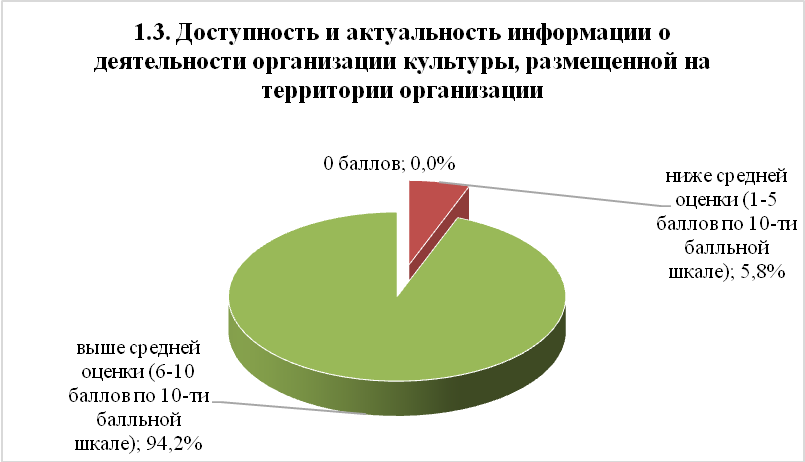 1.3. Доступность и актуальность информации о
деятельности организации культуры, размещенной на
территории организации
0 баллов; 0,0%
ниже средней
оценки (1-5
баллов по 10-ти
балльной
шкале); 5,8%
выше средней
оценки (6-10
баллов по 10-ти
балльной
шкале); 94,2%